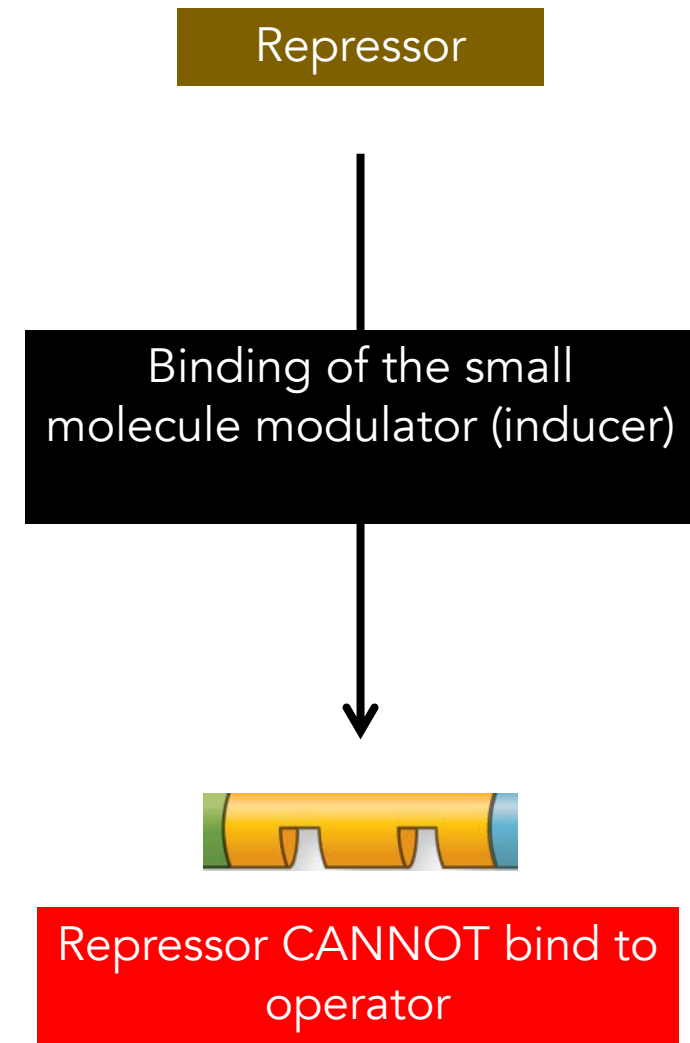 Repressor
Binding of the small
molecule modulator (inducer)
Repressor CANNOT bind to
operator